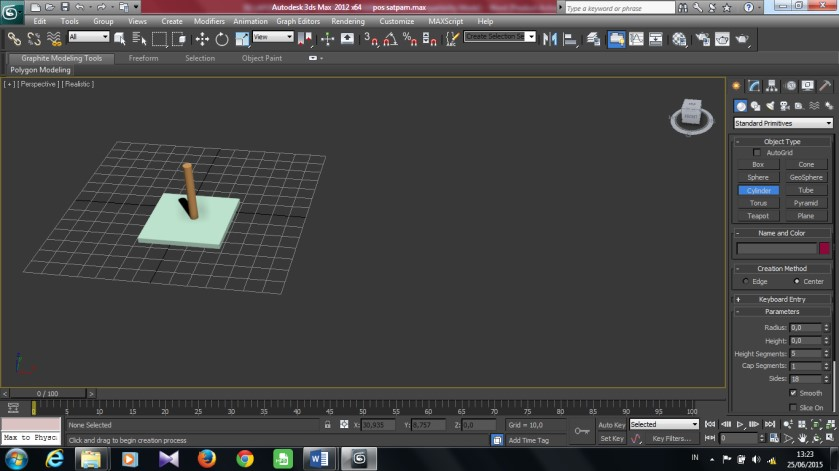 Autodesk 3ds Max 2012 x64 pos satpam.max
Type a keyword or phrase
Edit Tools Group Views Create Modifiers Animation Graph Editors Rendering Customize MAXScript Help
All View Create Selection Se
Graphite Modeling Tools Freeform Selection Object Paint
Polygon Modeling
[ + ] [ Perspective ] [ Realistic ]
Standard Primitives
- Object Type
AutoGrid
Box Cone
Sphere GeoSphere
Cylinder Tube
Torus Pyramid
Teapot Plane
- Name and Color
- Creation Method
Edge Center
+ Keyboard Entry
- Parameters
Radius: 0,0
Height: 0,0
Height Segments: 5
Cap Segments: 1
Sides: 18
Smooth
Slice On
< 0 / 100 >
0 5 10 15 20 25 30 35 40 45 50 55 60 65 70 75 80 85 90 95 100
None Selected X: 30,935 Y: 8,757 Z: 0,0 Grid = 10,0 Auto Key Selected
Max to Physc. Click and drag to begin creation process Add Time Tag Set Key Key Filters... 0
IN 13:23
25/06/2015